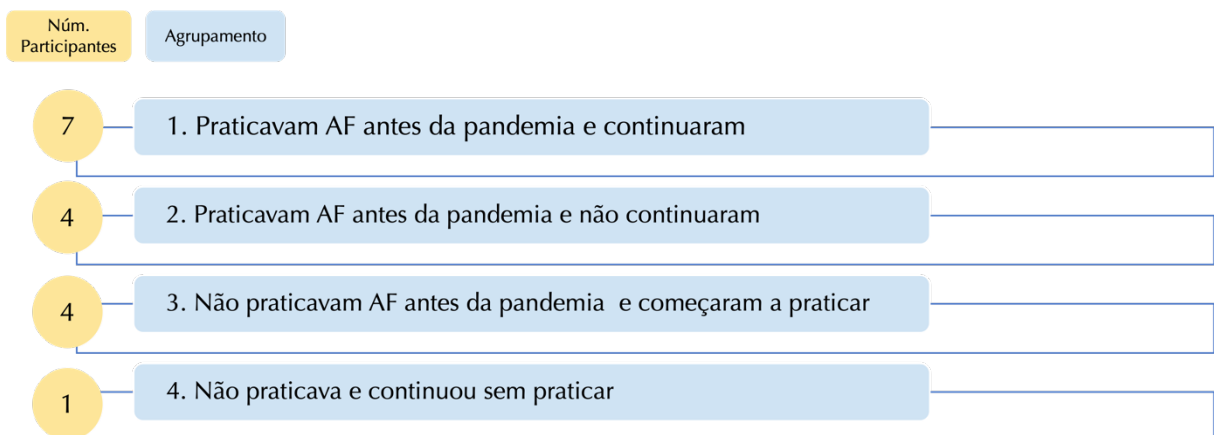 Núm.
Participantes
Agrupamento
7
1. Praticavam AF antes da pandemia e continuaram
4
2. Praticavam AF antes da pandemia e não continuaram
4
3. Não praticavam AF antes da pandemia e começaram a praticar
1
4. Não praticava e continuou sem praticar